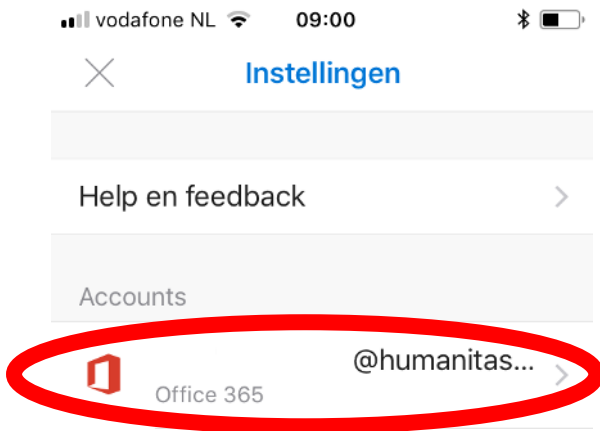 vodafone NL 09:00
Instellingen
Help en feedback
Accounts
@humanitas...
Office 365